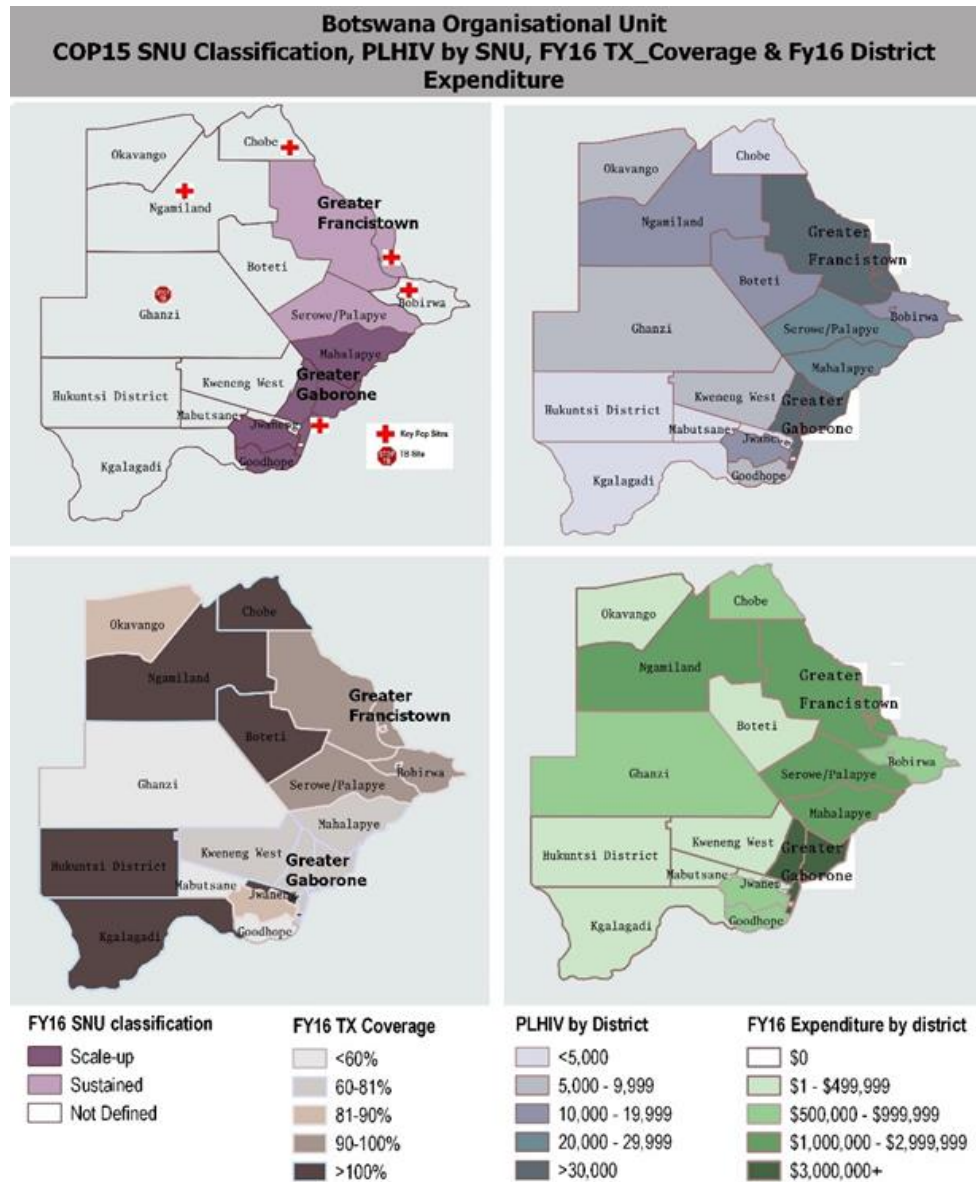 Botswana Organisational Unit
COP15 SNU Classification, PLHIV by SNU, FY16 TX_Coverage & Fy16 District
Expenditure
Chobe
Okavango
Ngamiland
Greater
Francistown
Boteti
Ghanzi
Bobirwa
Serowe/Palapye
Mahalapye
Greater
Gaborone
Kweneng West
Hukuntsi District
Mabutsane
Jwaneng
Goodhope
Kgalagadi
Key Pop Sites
STOP TB
TB Site
Chobe
Okavango
Ngamiland
Greater
Francistown
Boteti
Bobirwa
Ghanzi
Serowe/Palapye
Mahalapye
Kweneng West
Greater
Gaborone
Hukuntsi District
Mabutsane
Jwaneng
Goodhope
Kgalagadi
Chobe
Okavango
Ngamiland
Greater
Francistown
Boteti
Bobirwa
Ghanzi
Serowe/Palapye
Mahalapye
Kweneng West
Greater
Gaborone
Hukuntsi District
Mabutsane
Jwaneng
Goodhope
Kgalagadi
Chobe
Okavango
Ngamiland
Greater
Francistown
Boteti
Bobirwa
Ghanzi
Serowe/Palapye
Mahalapye
Kweneng West
Greater
Gaborone
Hukuntsi District
Mabutsane
Jwanen
Goodhope
Kgalagadi
FY16 SNU classification
Scale-up
Sustained
Not Defined
FY16 TX Coverage
<60%
60-81%
81-90%
90-100%
>100%
PLHIV by District
<5,000
5,000 - 9,999
10,000 - 19,999
20,000 - 29,999
>30,000
FY16 Expenditure by district
$0
$1 - $499,999
$500,000 - $999,999
$1,000,000 - $2,999,999
$3,000,000+